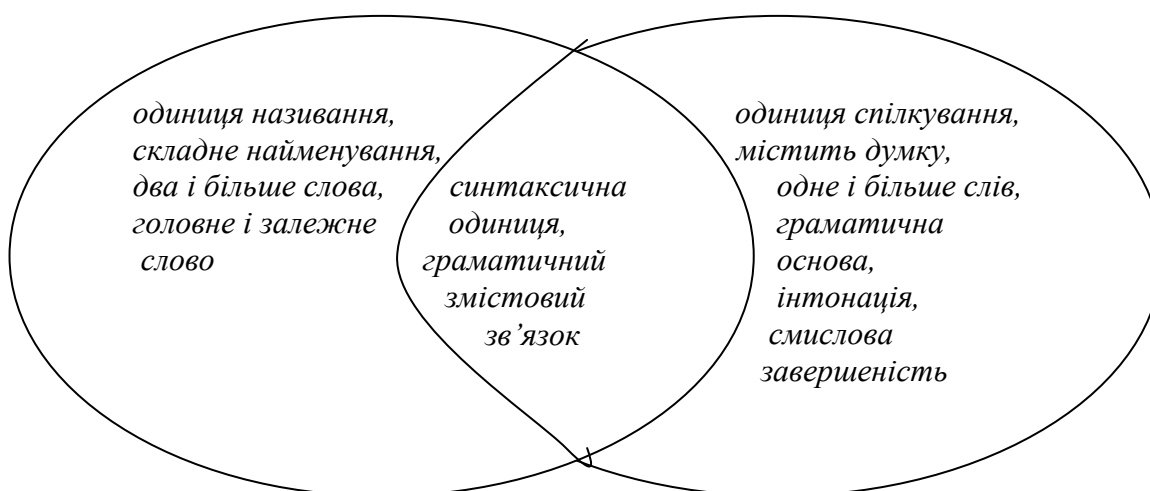 одиниця називання,
складне найменування,
два і більше слова,
головне і залежне
слово
синтаксична
одиниця,
граматичний
змістовий
зв’язок
одиниця спілкування,
містить думку,
одне і більше слів,
граматична
основа,
інтонація,
смислова
завершеність